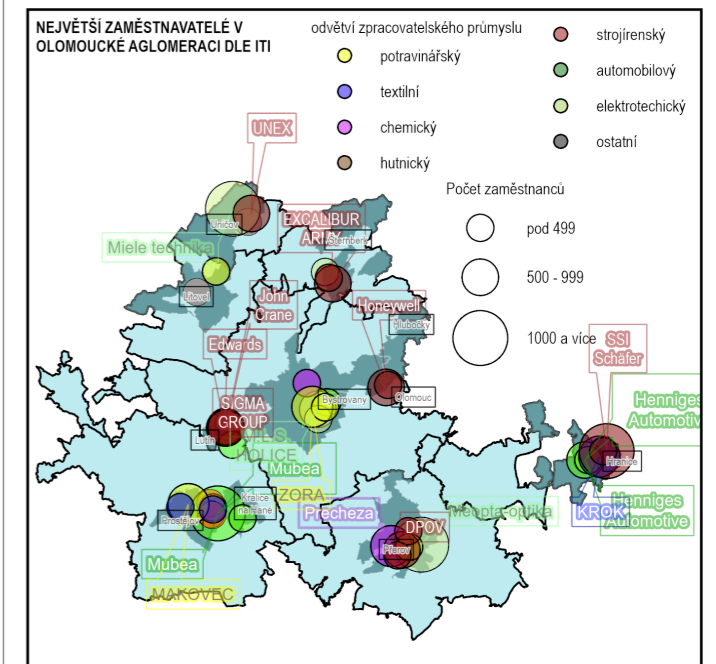 NEJVĚTŠÍ ZAMĚSTNAVATELÉ V
OLOMOUCKÉ AGLOMERACI DLE ITI
odvětví zpracovatelského průmyslu
potravinářský
textilní
chemický
hutnický
strojírenský
automobilový
elektrotechický
ostatní
Počet zaměstnanců
pod 499
500 - 999
1000 a více
UNEX
Uničov
EXCALIBUR
ARMY
Šternberk
Miele technika
Litovel
John
Crane
Honeywell
Hlubočky
Edwards
SSI
Schäfer
Henniges
Automotive
SIGMA
GROUP
Bystrovany
Olomouc
Lutín
Mubea
Hranice
ZORA
Kralice
na Hané
Prostějov
Precheza
Meopta-optika
KROK
Henniges
Automotive
DPOV
Přerov
Mubea
MAKOVEC